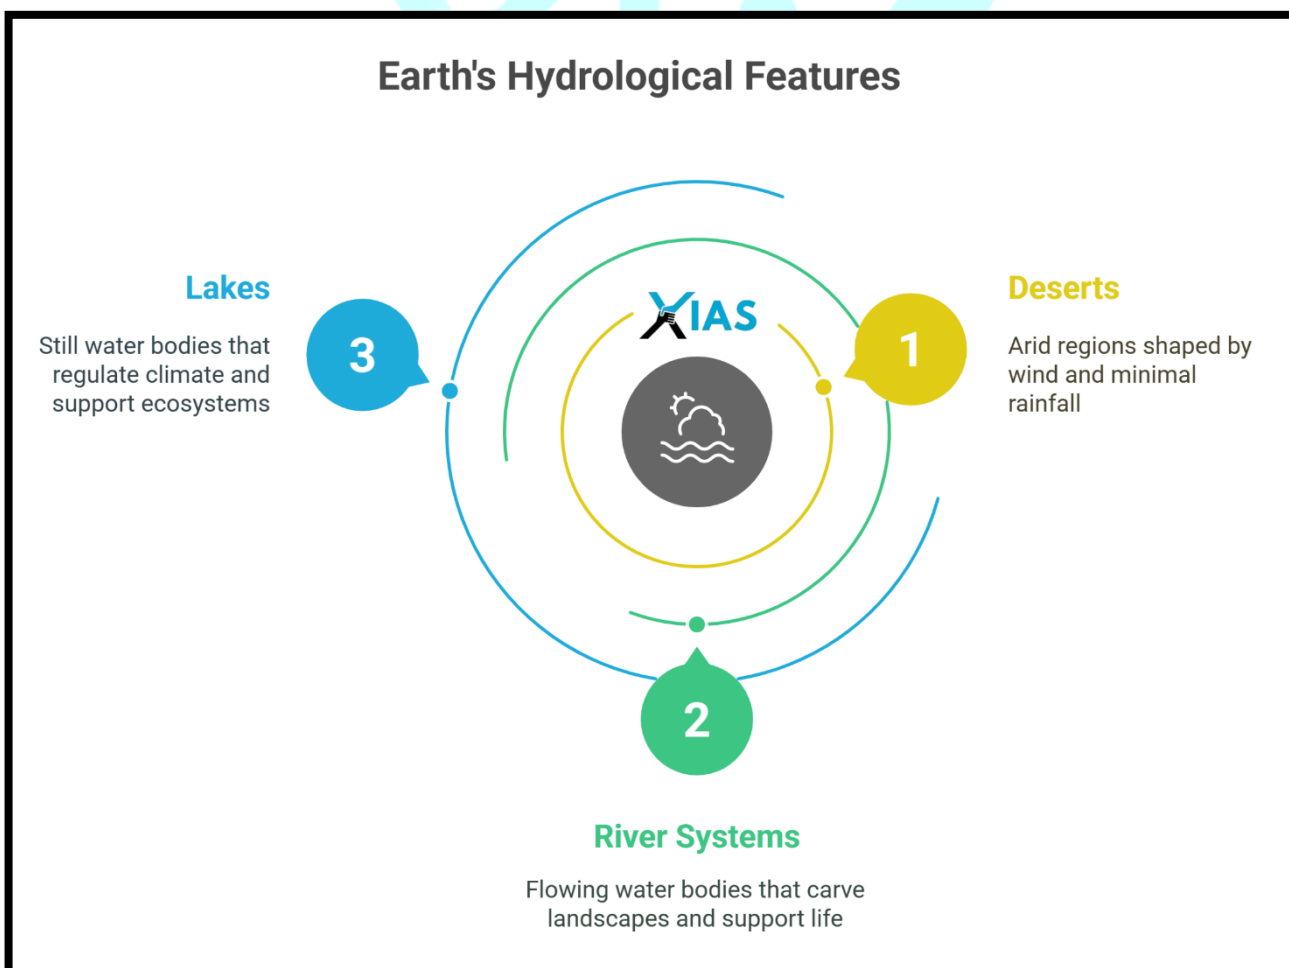 Earth's Hydrological Features
XIAS
Lakes
Still water bodies that
regulate climate and
support ecosystems
3
1
Deserts
Arid regions shaped by
wind and minimal
rainfall
2
River Systems
Flowing water bodies that carve
landscapes and support life